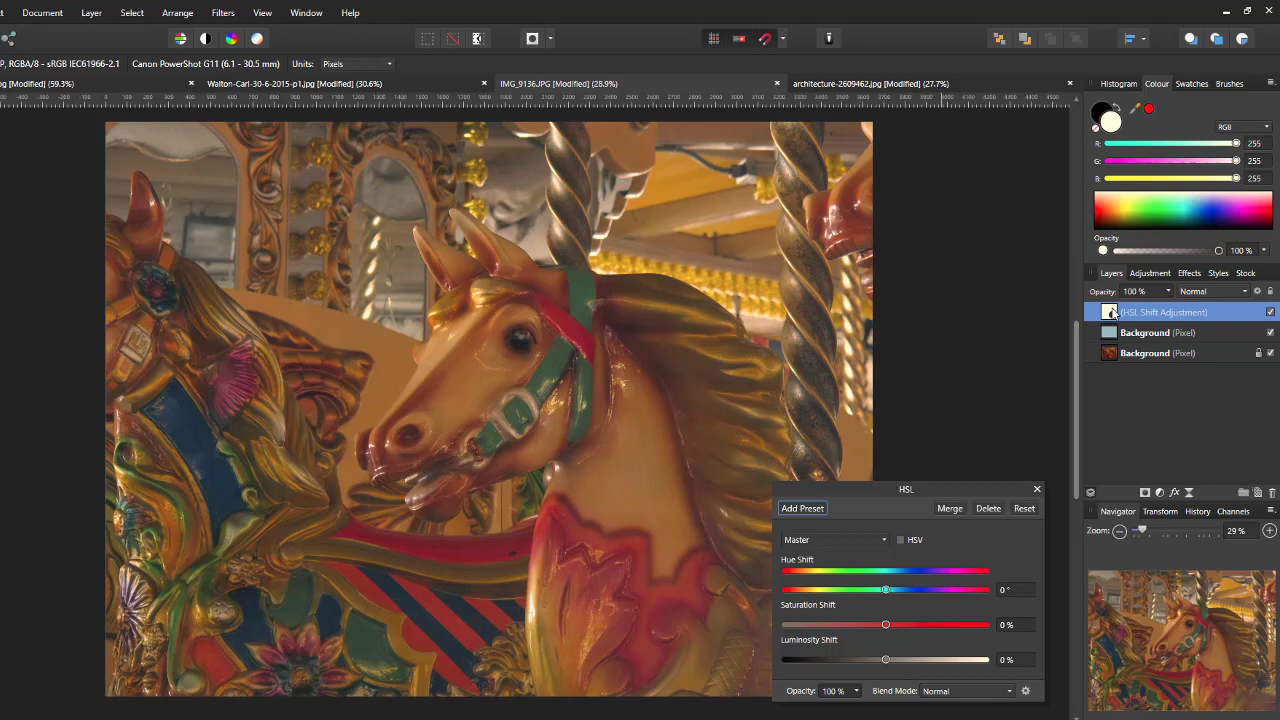 ct Document Layer Select Arrange Filters View Window Help
P, RGBA/8 - sRGB IEC61966-2.1 Canon PowerShot G11 (6.1 - 30.5 mm) Units: Pixels
pg [Modified] (59.3%) Walton-Carl-30-6-2015-p1.jpg [Modified] (30.6%) IMG_9136JPG [Modified] (28.9%) architecture-2609462.jpg [Modified] (27.7%)
Histogram Colour Swatches Brushes
RGB
R: 255
G: 255
B: 255
Opacity
100 %
Layers Adjustment Effects Styles Stock
Opacity: 100 % Normal
(HSL Shift Adjustment)
Background (Pixel)
Background (Pixel)
HSL
Add Preset Merge Delete Reset
Master HSV
Hue Shift
0 °
Saturation Shift
0 %
Luminosity Shift
0 %
Opacity: 100 % Blend Mode: Normal
Navigator Transform History Channels
Zoom: 29 %